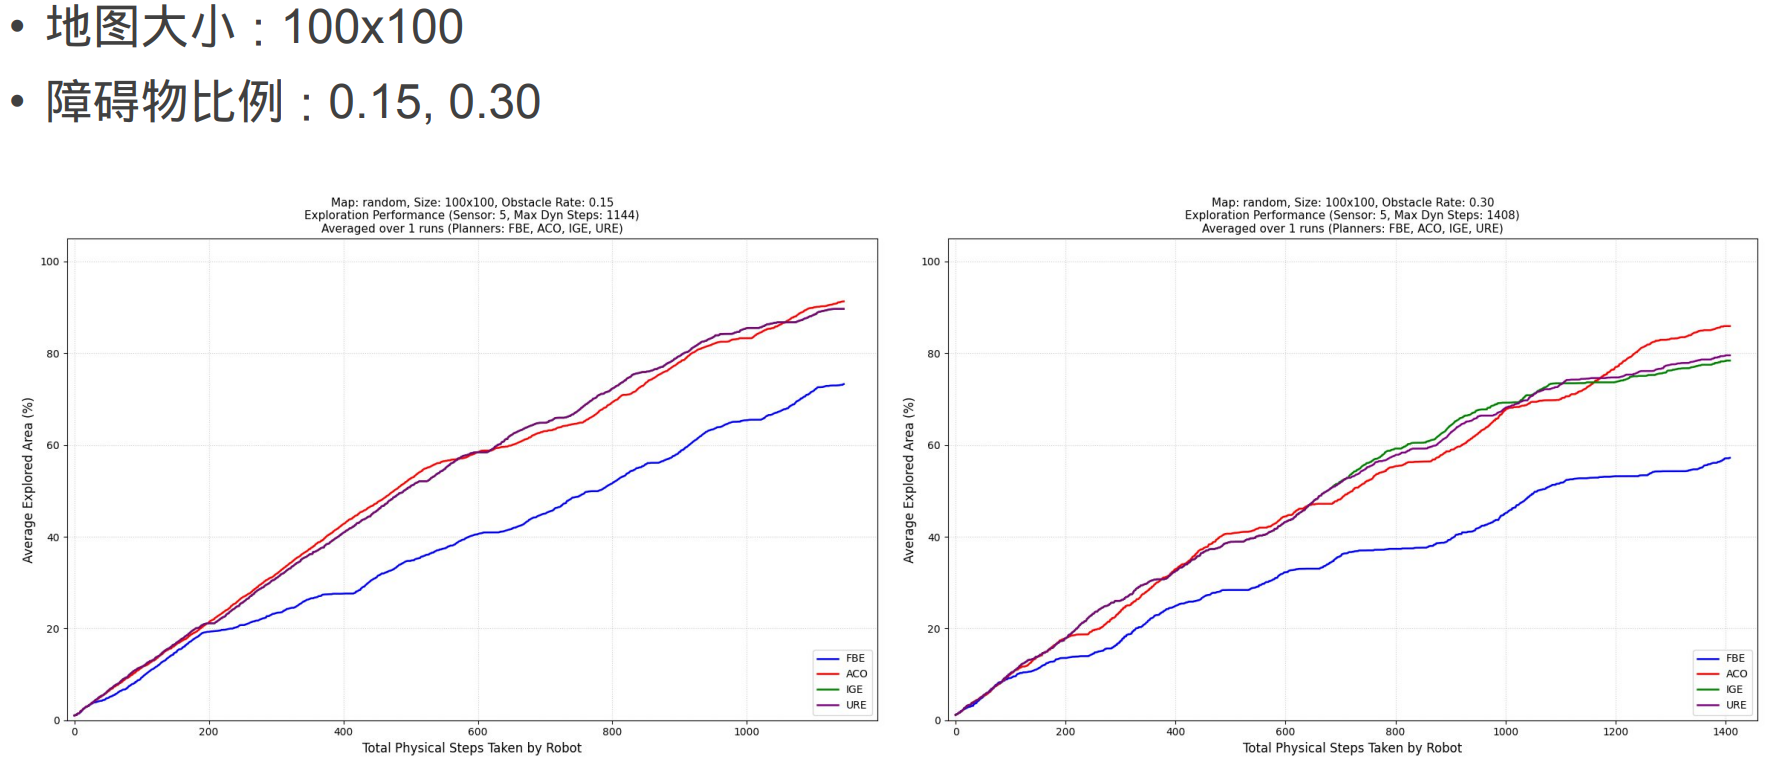 • 地图大小：100x100
• 障碍物比例：0.15, 0.30
Map: random, Size: 100x100, Obstacle Rate: 0.15
Exploration Performance (Sensor: 5, Max Dyn Steps: 1144)
Averaged over 1 runs (Planners: FBE, ACO, IGE, URE)
100
80
60
40
20
0
Average Explored Area (%)
0 200 400 600 800 1000
Total Physical Steps Taken by Robot
FBE
ACO
IGE
URE
Map: random, Size: 100x100, Obstacle Rate: 0.30
Exploration Performance (Sensor: 5, Max Dyn Steps: 1408)
Averaged over 1 runs (Planners: FBE, ACO, IGE, URE)
100
80
60
40
20
0
Average Explored Area (%)
0 200 400 600 800 1000 1200 1400
Total Physical Steps Taken by Robot
FBE
ACO
IGE
URE